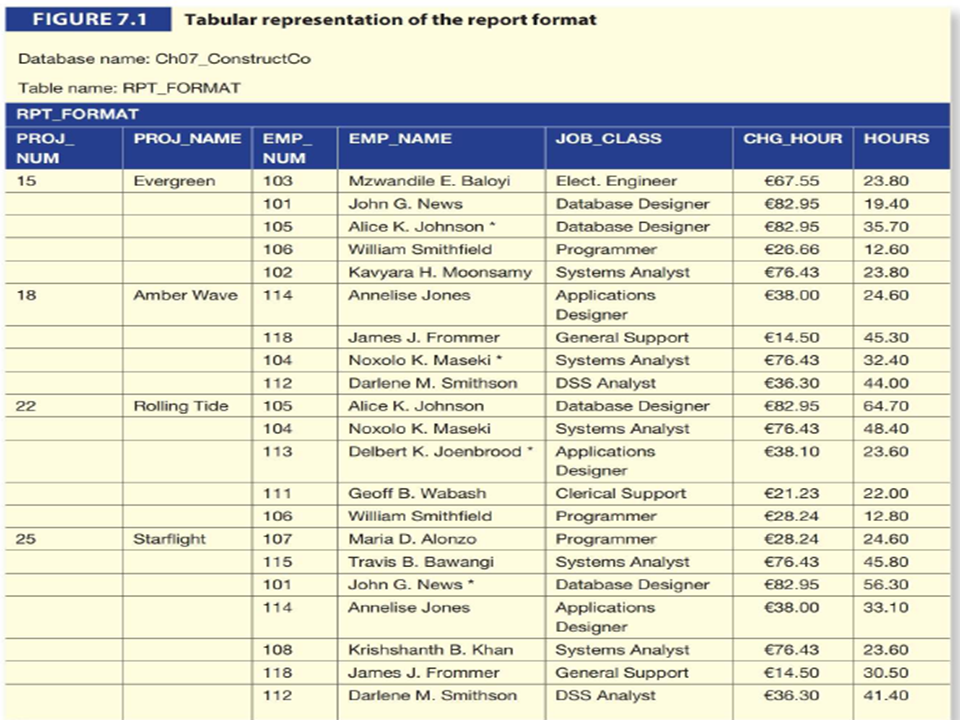 FIGURE 7.1 Tabular representation of the report format
Database name: Ch07_ConstructCo
Table name: RPT_FORMAT
RPT_FORMAT
PROJ_ PROJ_NAME EMP_ EMP_NAME JOB_CLASS CHG_HOUR HOURS
NUM NUM
15 Evergreen 103 Mzwandile E. Baloyi Elect. Engineer €67.55 23.80
101 John G. News Database Designer €82.95 19.40
105 Alice K. Johnson * Database Designer €82.95 35.70
106 William Smithfield Programmer €26.66 12.60
102 Kavyara H. Moonsamy Systems Analyst €76.43 23.80
18 Amber Wave 114 Annelise Jones Applications €38.00 24.60
Designer
118 James J. Frommer General Support €14.50 45.30
104 Noxolo K. Maseki * Systems Analyst €76.43 32.40
112 Darlene M. Smithson DSS Analyst €36.30 44.00
22 Rolling Tide 105 Alice K. Johnson Database Designer €82.95 64.70
104 Noxolo K. Maseki Systems Analyst €76.43 48.40
113 Delbert K. Joenbrood * Applications €38.10 23.60
Designer
111 Geoff B. Wabash Clerical Support €21.23 22.00
106 William Smithfield Programmer €28.24 12.80
25 Starflight 107 Maria D. Alonzo Programmer €28.24 24.60
115 Travis B. Bawangi Systems Analyst €76.43 45.80
101 John G. News * Database Designer €82.95 56.30
114 Annelise Jones Applications €38.00 33.10
Designer
108 Krishshanth B. Khan Systems Analyst €76.43 23.60
118 James J. Frommer General Support €14.50 30.50
112 Darlene M. Smithson DSS Analyst €36.30 41.40